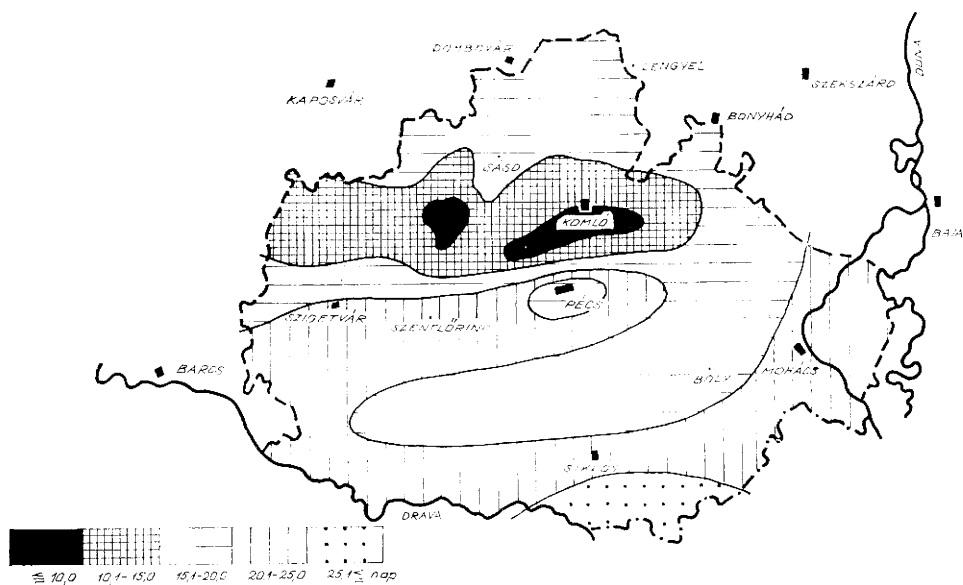 DOMBÓVÁR
LENGYEL
DUNA
SZEKSZÁRD
KAPOSVÁR
BONYHÁD
SÁSD
KOMLÓ
BAJA
PÉCS
SZIGETVÁR
SZENTLŐRINC
BARCS
BÓLY
MOHÁCS
SIKLÓS
DRÁVA
≦ 10,0 10,1-15,0 15,1-20,0 20,1-25,0 25,1≦ nap